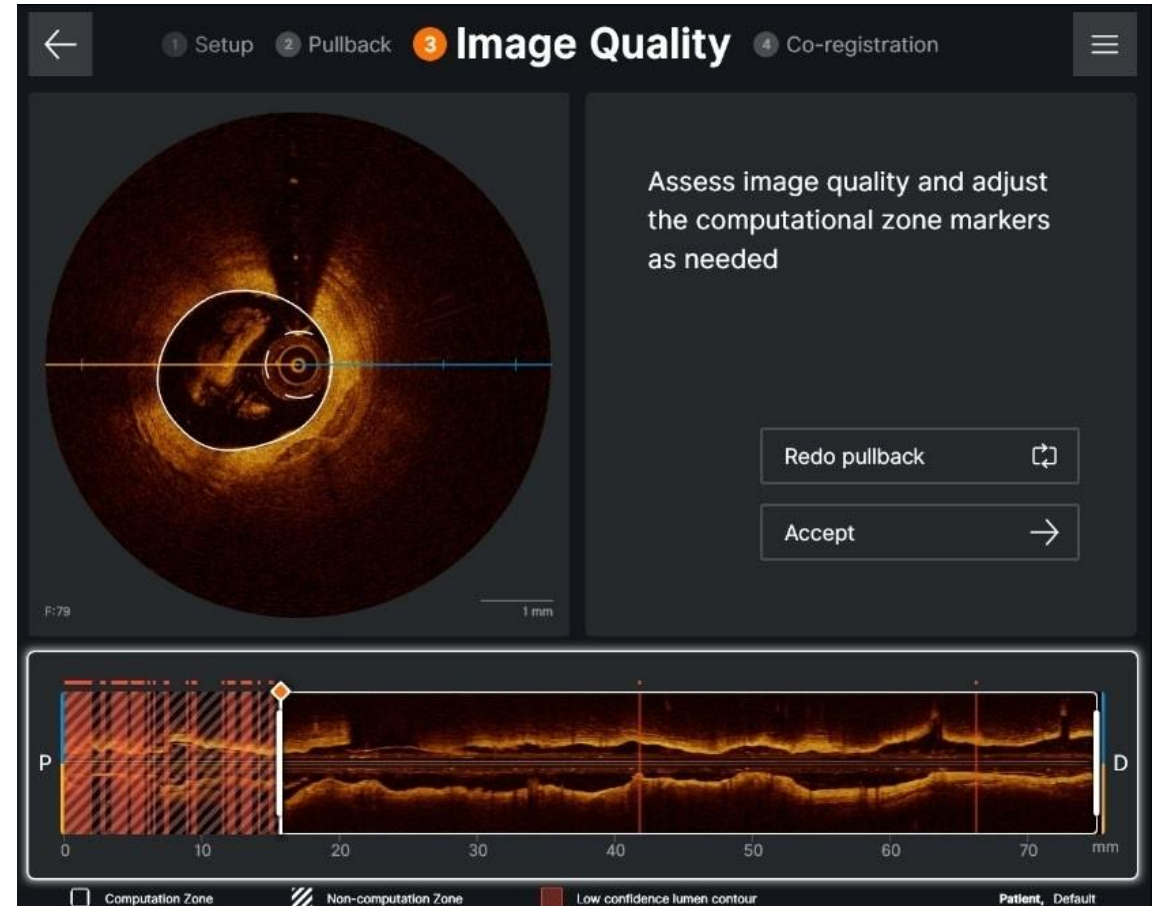 1 Setup 2 Pullback 3 Image Quality 4 Co-registration
Assess image quality and adjust
the computational zone markers
as needed
Redo pullback
Accept
F:79
1 mm
P
D
0 10 20 30 40 50 60 70 mm
Computation Zone Non-computation Zone Low confidence lumen contour Patient, Default